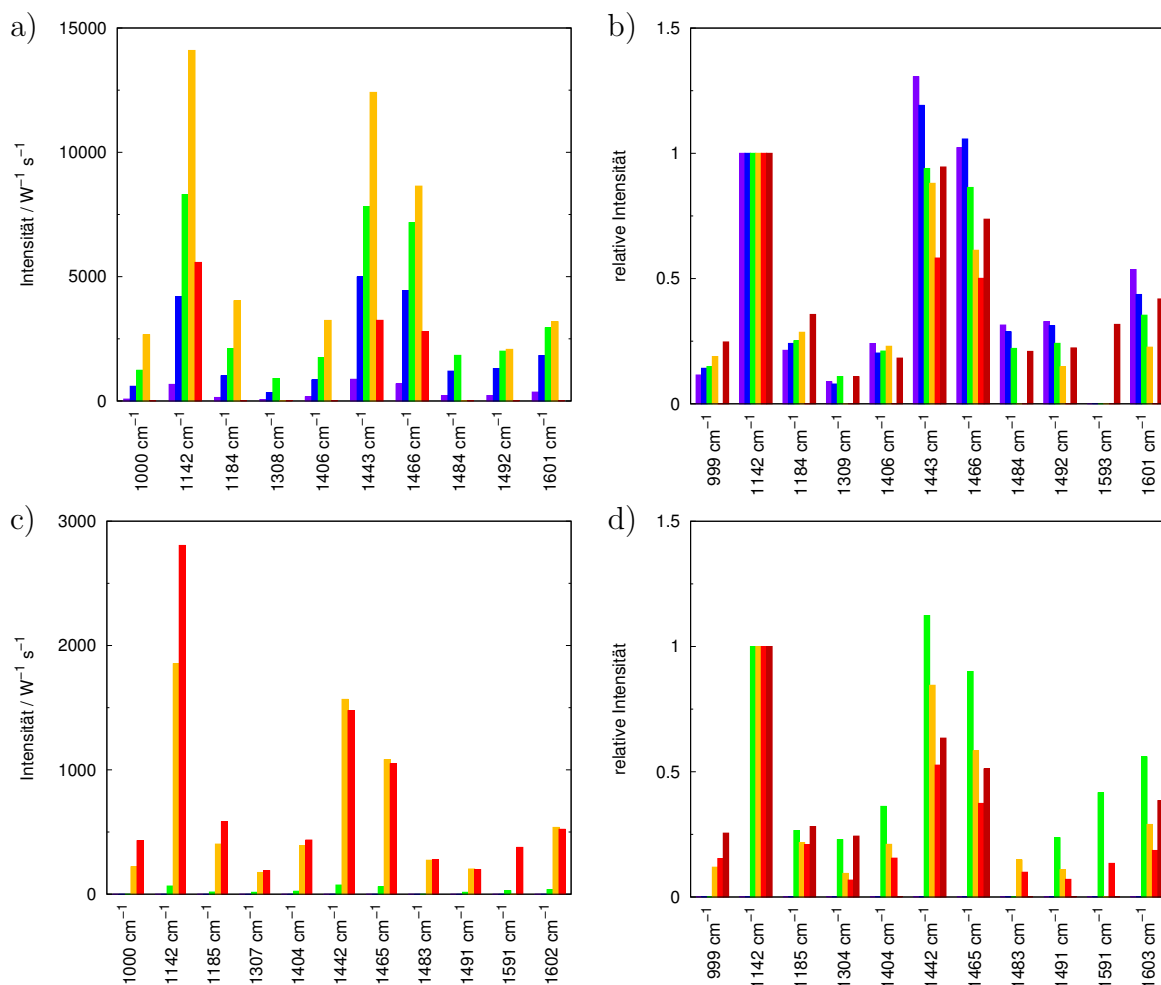 a)
15000
10000
5000
0
Intensität / W⁻¹ s⁻¹
1000 cm⁻¹
1142 cm⁻¹
1184 cm⁻¹
1308 cm⁻¹
1406 cm⁻¹
1443 cm⁻¹
1466 cm⁻¹
1484 cm⁻¹
1492 cm⁻¹
1601 cm⁻¹
b)
1.5
1
0.5
0
relative Intensität
999 cm⁻¹
1142 cm⁻¹
1184 cm⁻¹
1309 cm⁻¹
1406 cm⁻¹
1443 cm⁻¹
1466 cm⁻¹
1484 cm⁻¹
1492 cm⁻¹
1593 cm⁻¹
1601 cm⁻¹
c)
3000
2000
1000
0
Intensität / W⁻¹ s⁻¹
1000 cm⁻¹
1142 cm⁻¹
1185 cm⁻¹
1307 cm⁻¹
1404 cm⁻¹
1442 cm⁻¹
1465 cm⁻¹
1483 cm⁻¹
1491 cm⁻¹
1591 cm⁻¹
1602 cm⁻¹
d)
1.5
1
0.5
0
relative Intensität
999 cm⁻¹
1142 cm⁻¹
1185 cm⁻¹
1304 cm⁻¹
1404 cm⁻¹
1442 cm⁻¹
1465 cm⁻¹
1483 cm⁻¹
1491 cm⁻¹
1591 cm⁻¹
1603 cm⁻¹